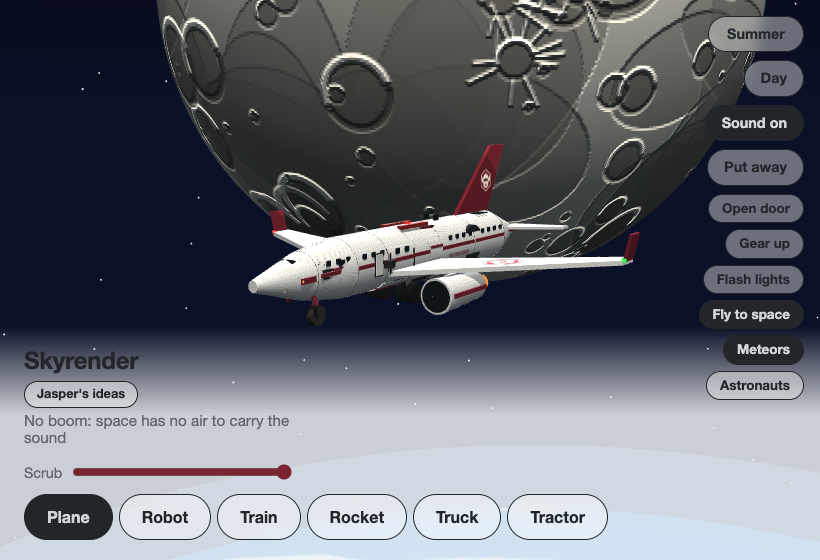 Summer
Day
Sound on
Put away
Open door
Gear up
Flash lights
Fly to space
Meteors
Astronauts
Skyrender
Jasper's ideas
No boom: space has no air to carry the
sound
Scrub
Plane
Robot
Train
Rocket
Truck
Tractor